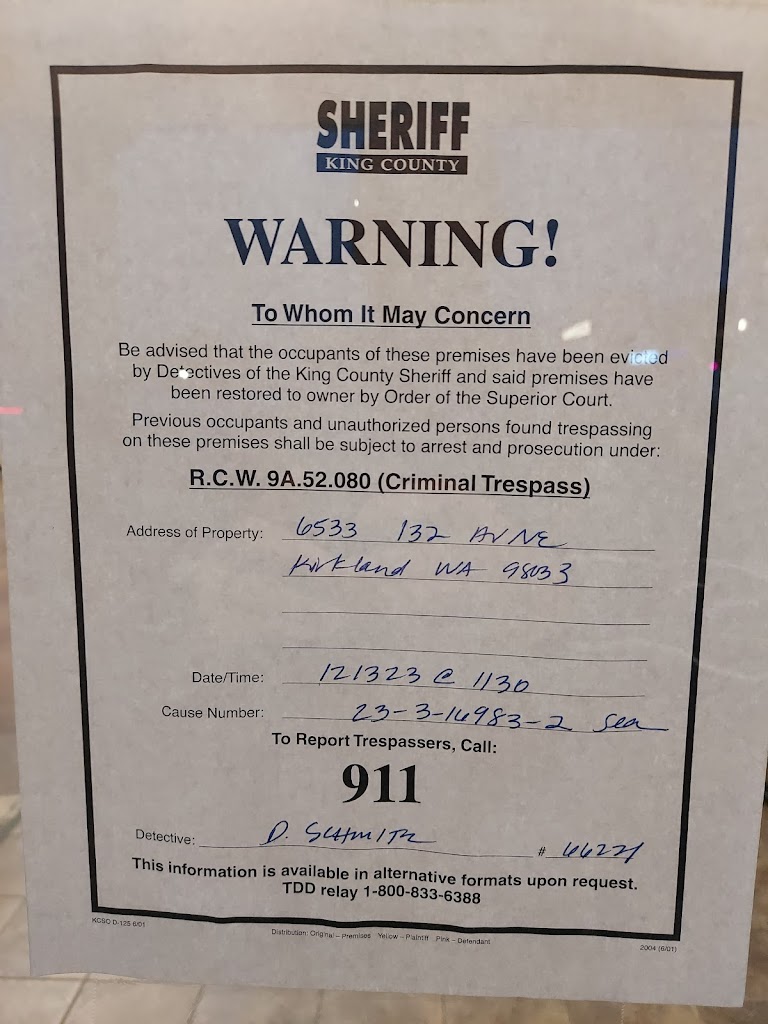 SHERIFF
KING COUNTY
WARNING!
To Whom It May Concern
Be advised that the occupants of these premises have been evicted
by Detectives of the King County Sheriff and said premises have
been restored to owner by Order of the Superior Court.
Previous occupants and unauthorized persons found trespassing
on these premises shall be subject to arrest and prosecution under:
R.C.W. 9A.52.080 (Criminal Trespass)
Address of Property: 6533 132 AV NE
Kirkland WA 98033
Date/Time: 121323 @ 1130
Cause Number: Sea
To Report Trespassers, Call:
911
Detective: D. SCHMITZ #
This information is available in alternative formats upon request.
TDD relay 1-800-833-6388
KCSO D-125 6/01
Distribution: Original – Premises Yellow – Plaintiff Pink – Defendant
2004 (6/01)